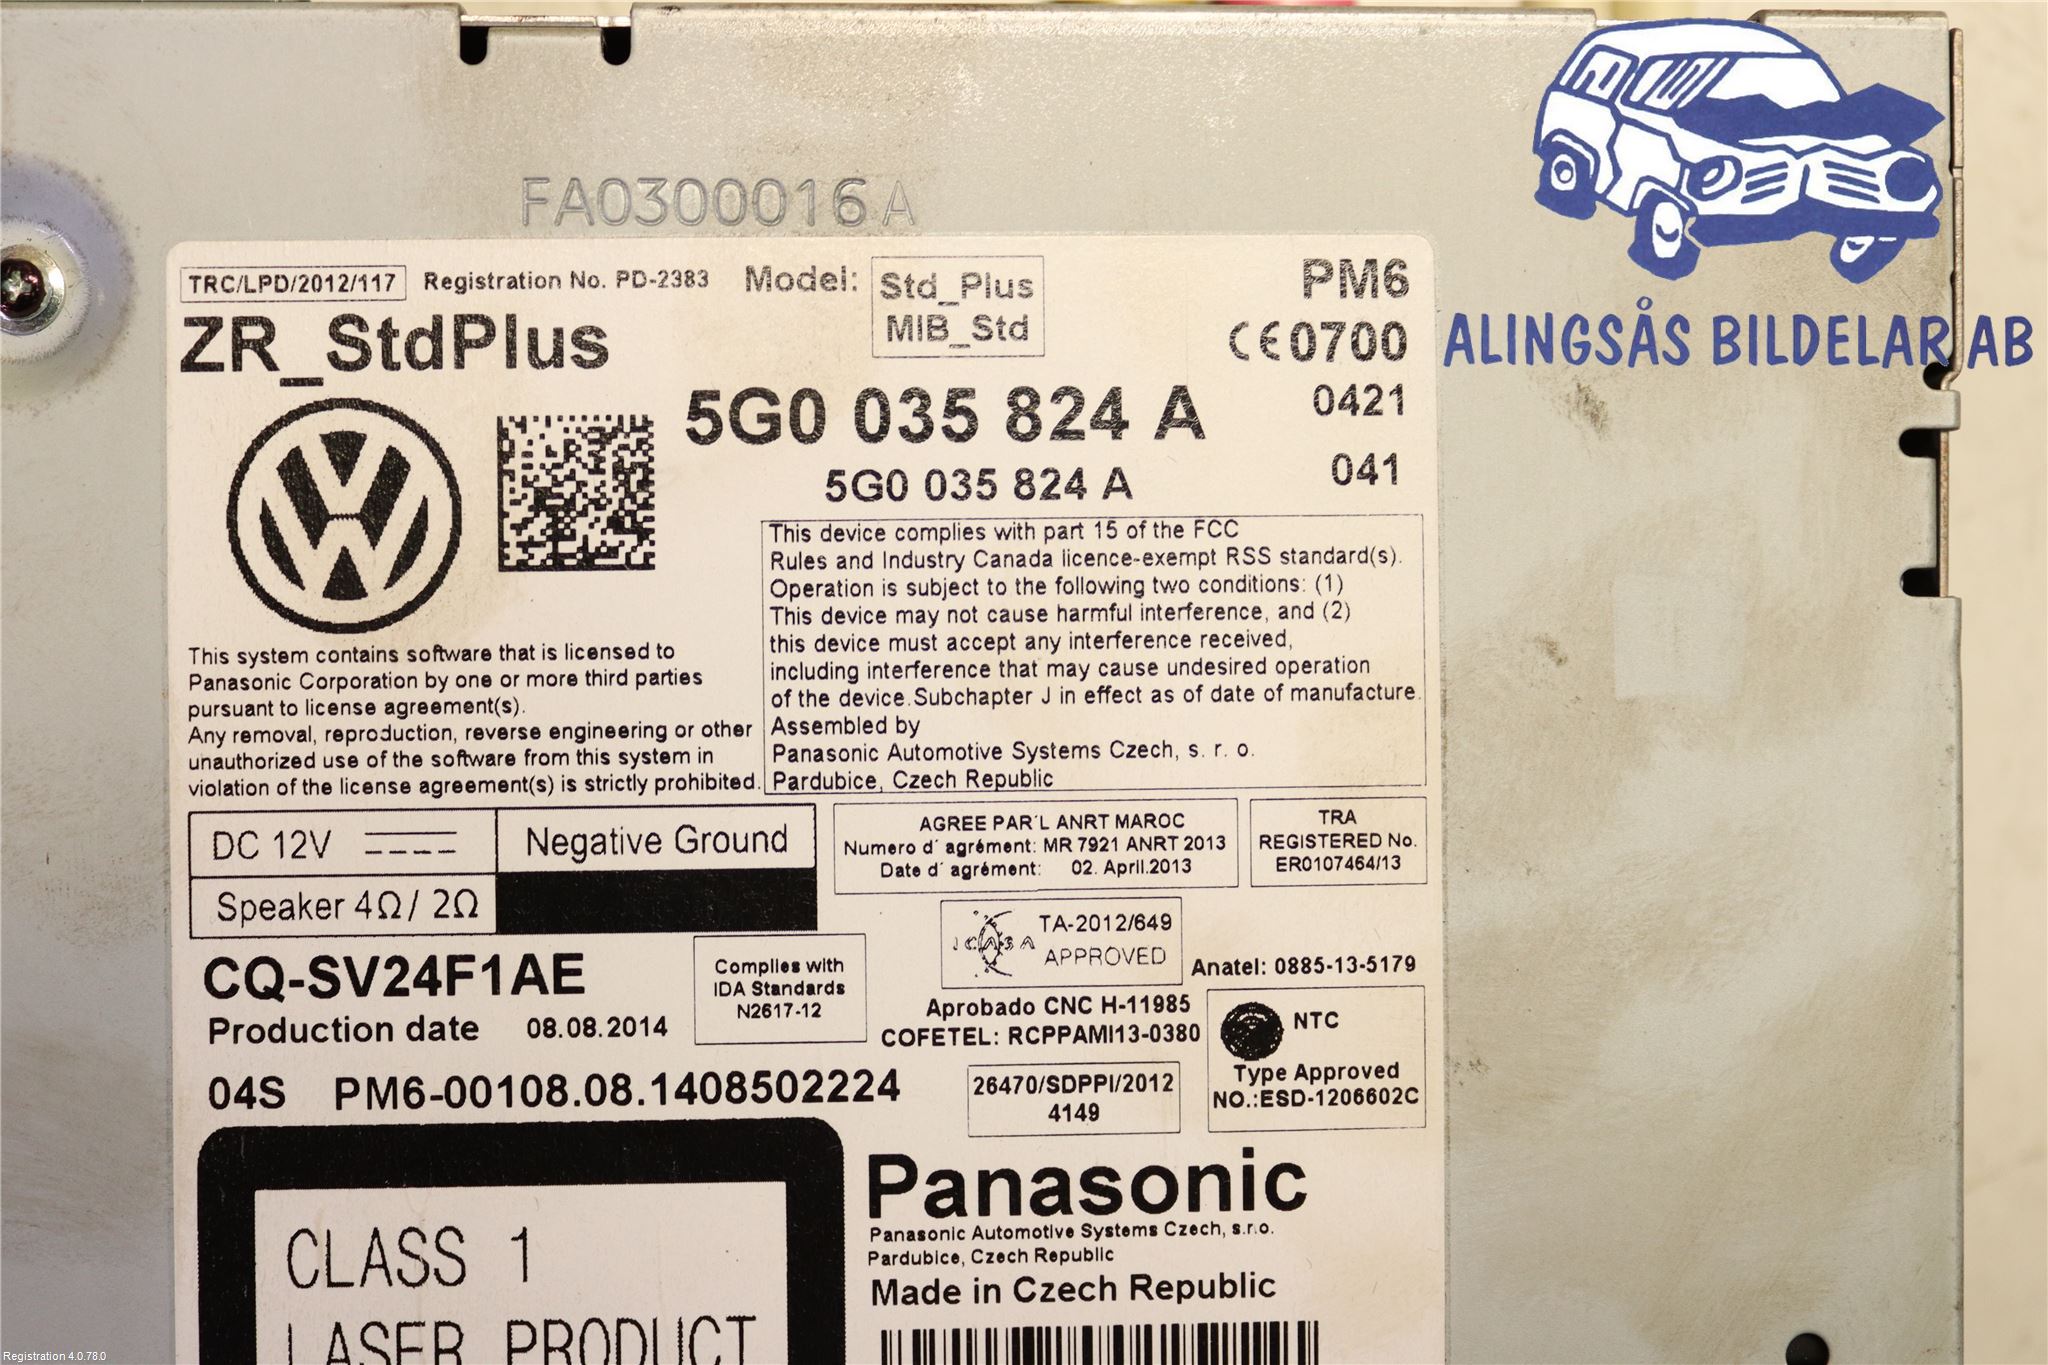 FA0300016A
TRC/LPD/2012/117
Registration No. PD-2383
Model:
Std_Plus
MIB_Std
PM6
ZR_StdPlus
CE0700
ALINGSÅS BILDELAR AB
5G0 035 824 A
0421
5G0 035 824 A
041
This device complies with part 15 of the FCC
Rules and Industry Canada licence-exempt RSS standard(s).
Operation is subject to the following two conditions: (1)
This device may not cause harmful interference, and (2)
this device must accept any interference received,
including interference that may cause undesired operation
of the device.Subchapter J in effect as of date of manufacture.
Assembled by
Panasonic Automotive Systems Czech, s. r. o.
Pardubice, Czech Republic
This system contains software that is licensed to
Panasonic Corporation by one or more third parties
pursuant to license agreement(s).
Any removal, reproduction, reverse engineering or other
unauthorized use of the software from this system in
violation of the license agreement(s) is strictly prohibited.
DC 12V
Negative Ground
Speaker 4Ω/ 2Ω
AGREE PAR´L ANRT MAROC
Numero d´ agrément: MR 7921 ANRT 2013
Date d´ agrément: 02. April.2013
TRA
REGISTERED No.
ER0107464/13
ICASA
TA-2012/649
APPROVED
Anatel: 0885-13-5179
CQ-SV24F1AE
Production date 08.08.2014
Complies with
IDA Standards
N2617-12
Aprobado CNC H-11985
COFETEL: RCPPAMI13-0380
NTC
Type Approved
NO.:ESD-1206602C
04S PM6-00108.08.1408502224
26470/SDPPI/2012
4149
CLASS 1
LASER PRODUCT
Panasonic
Panasonic Automotive Systems Czech, s.r.o.
Pardubice, Czech Republic
Made in Czech Republic
Registration 4.0.78.0